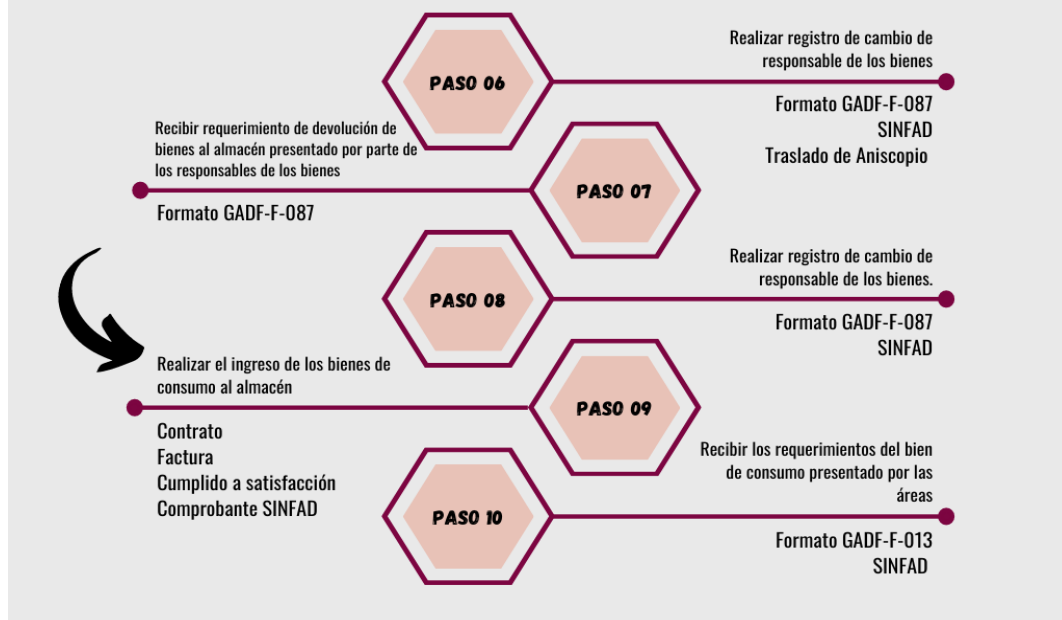 PASO 06
Realizar registro de cambio de
responsable de los bienes
Formato GADF-F-087
SINFAD
Traslado de Aniscopio
Recibir requerimiento de devolución de
bienes al almacén presentado por parte de
los responsables de los bienes
PASO 07
Formato GADF-F-087
PASO 08
Realizar registro de cambio de
responsable de los bienes.
Formato GADF-F-087
SINFAD
Realizar el ingreso de los bienes de
consumo al almacén
PASO 09
Contrato
Factura
Cumplido a satisfacción
Comprobante SINFAD
PASO 10
Recibir los requerimientos del bien
de consumo presentado por las
áreas
Formato GADF-F-013
SINFAD